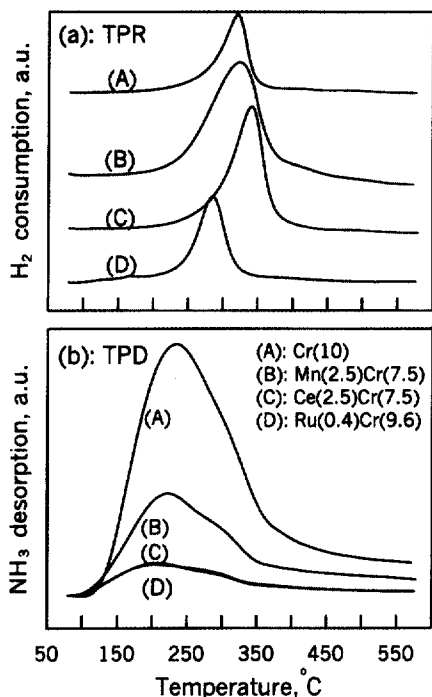 (a): TPR
(A)
(B)
(C)
(D)
H₂ consumption, a.u.
(b): TPD
(A): Cr(10)
(B): Mn(2.5)Cr(7.5)
(C): Ce(2.5)Cr(7.5)
(D): Ru(0.4)Cr(9.6)
(A)
(B)
(C)
(D)
NH₃ desorption, a.u.
50 150 250 350 450 550
Temperature, °C